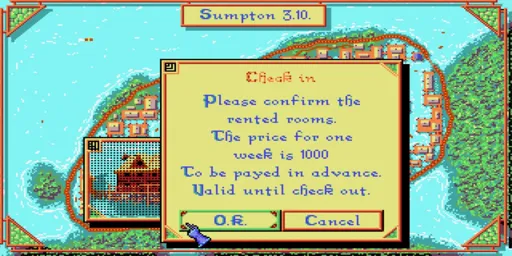 Sumpton 3.10.
Check in
Please confirm the
rented rooms.
The price for one
week is 1000
To be payed in advance.
Valid until check out.
O.K.
Cancel